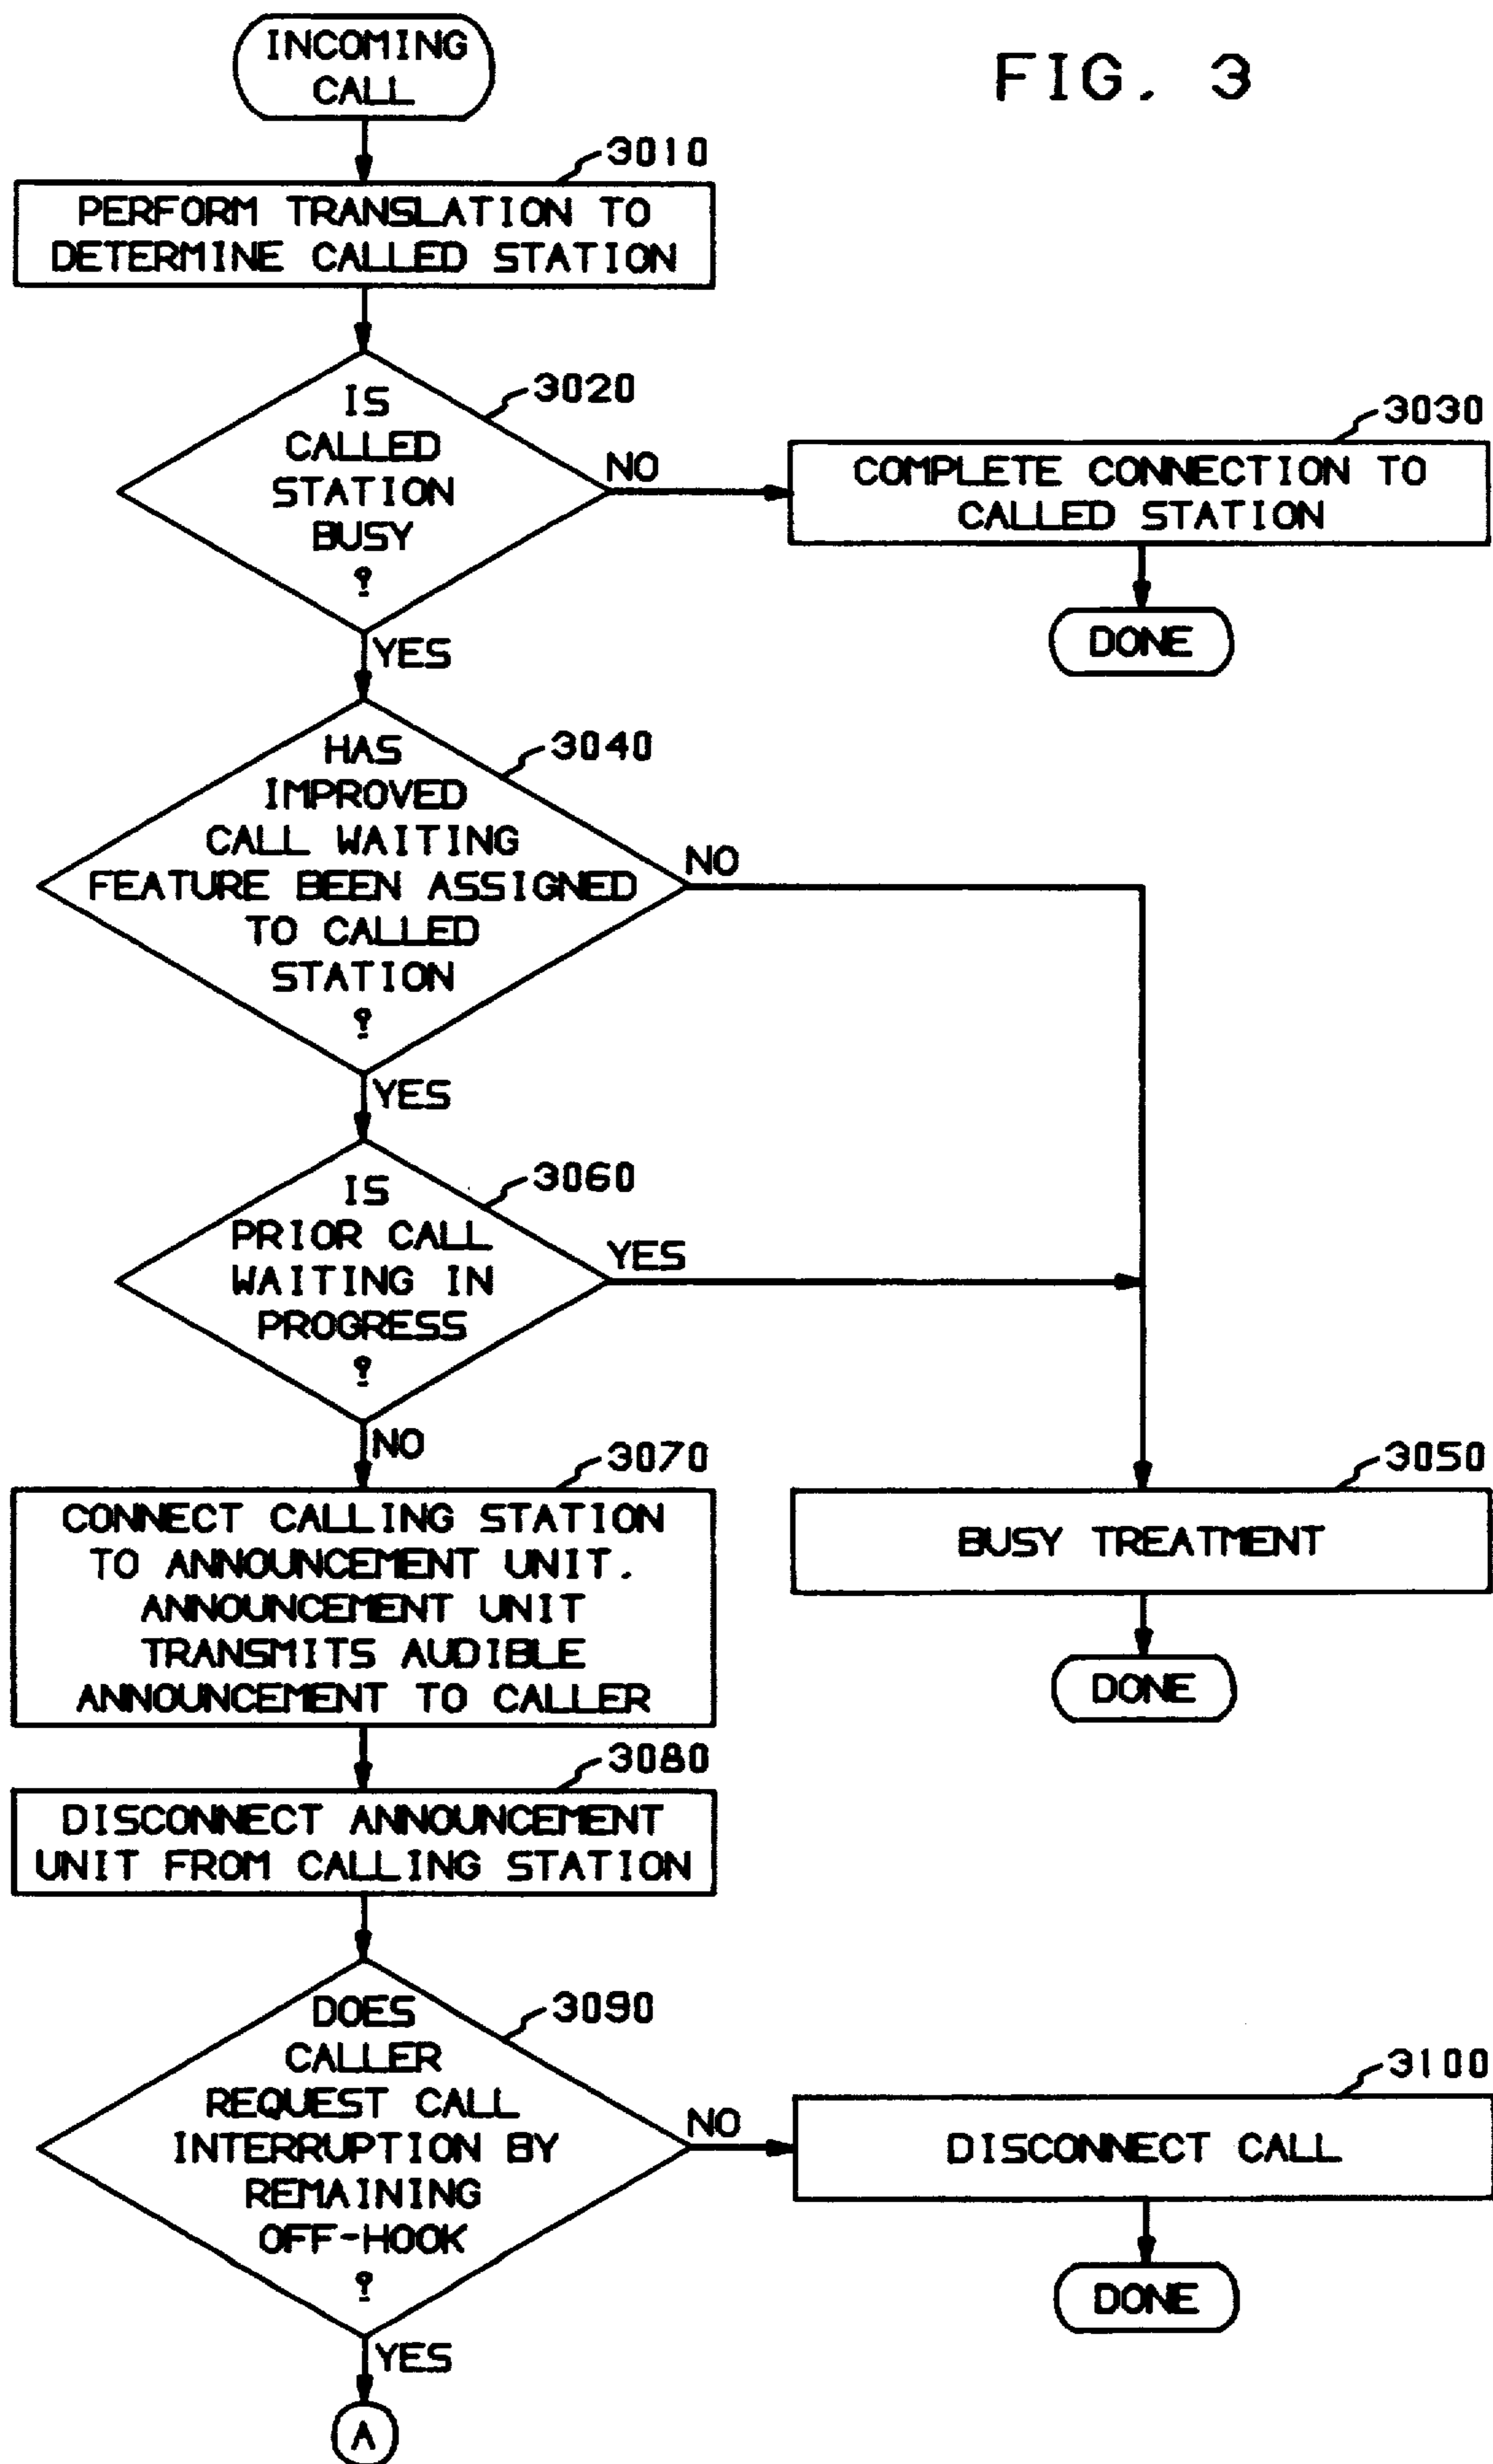 INCOMING
CALL
FIG. 3
3010
PERFORM TRANSLATION TO
DETERMINE CALLED STATION
3020
IS
CALLED
STATION
BUSY
?
NO
3030
COMPLETE CONNECTION TO
CALLED STATION
DONE
YES
3040
HAS
IMPROVED
CALL WAITING
FEATURE BEEN ASSIGNED
TO CALLED
STATION
?
NO
YES
3060
IS
PRIOR CALL
WAITING IN
PROGRESS
?
YES
NO
3070
CONNECT CALLING STATION
TO ANNOUNCEMENT UNIT.
ANNOUNCEMENT UNIT
TRANSMITS AUDIBLE
ANNOUNCEMENT TO CALLER
3050
BUSY TREATMENT
DONE
3080
DISCONNECT ANNOUNCEMENT
UNIT FROM CALLING STATION
3090
DOES
CALLER
REQUEST CALL
INTERRUPTION BY
REMAINING
OFF-HOOK
?
NO
3100
DISCONNECT CALL
DONE
YES
A